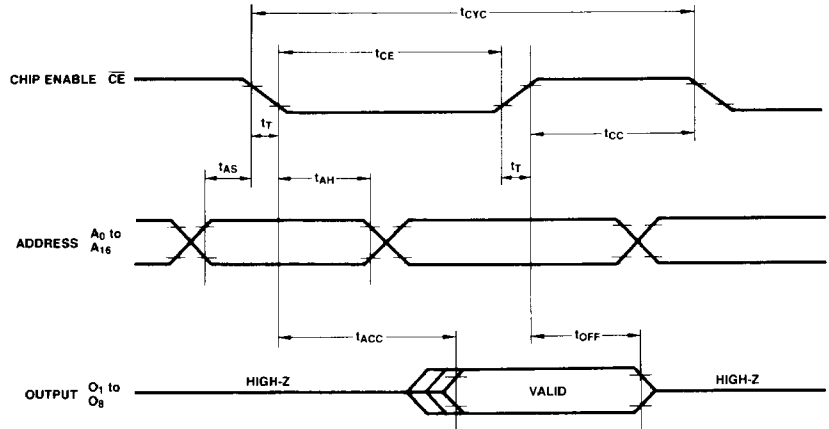 tCYC
tCE
CHIP ENABLE CE
tT
tCC
tAS
tAH
tT
ADDRESS A0 to A16
tACC
tOFF
OUTPUT O1 to O8
HIGH-Z
VALID
HIGH-Z